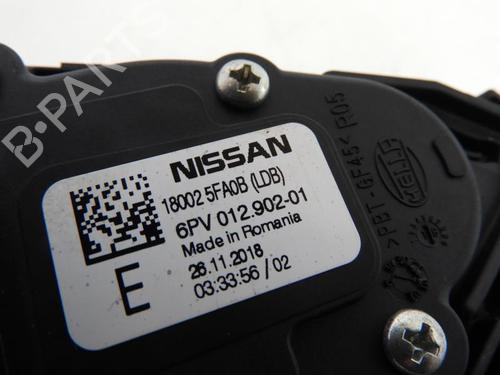 B-PARTS
NISSAN
18002 5FA0B (LDB)
6PV 012.902-01
Made in Romania
26.11.2018
03:33:56 / 02
E
>PBT-GF45< R05
HELLA